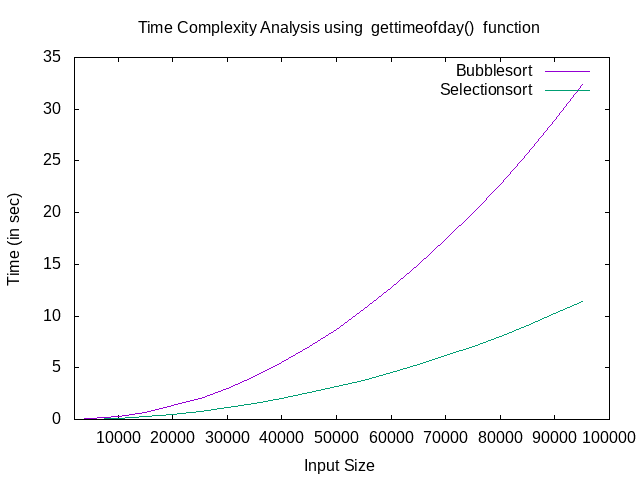 Time Complexity Analysis using  gettimeofday()  function
35
30
25
20
15
10
5
0
Time (in sec)
Bubblesort
Selectionsort
10000 20000 30000 40000 50000 60000 70000 80000 90000 100000
Input Size